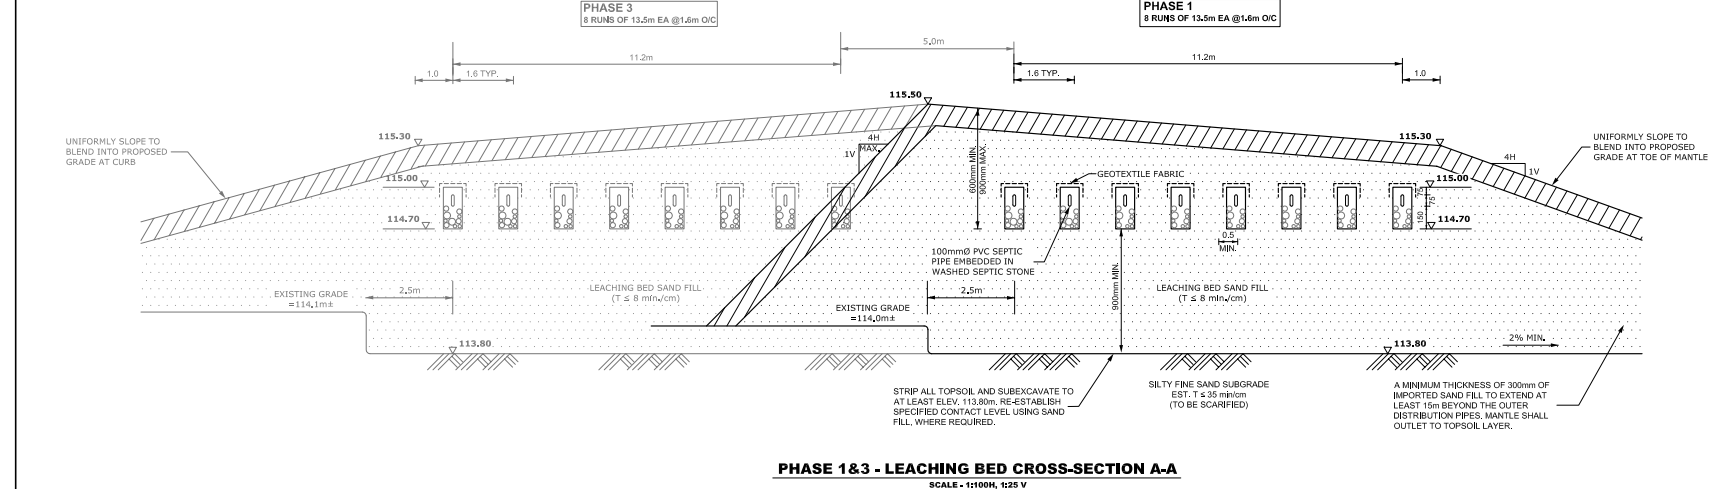 PHASE 3
8 RUNS OF 13.5m EA @1.6m O/C
PHASE 1
8 RUNS OF 13.5m EA @1.6m O/C
5.0m
11.2m
11.2m
1.0
1.6 TYP.
1.6 TYP.
1.0
115.50
115.30
115.30
UNIFORMLY SLOPE TO
BLEND INTO PROPOSED
GRADE AT CURB
4H
MAX.
1V
600mm MIN.
900mm MAX.
UNIFORMLY SLOPE TO
BLEND INTO PROPOSED
GRADE AT TOE OF MANTLE
4H
1V
GEOTEXTILE FABRIC
115.00
115.00
114.70
114.70
75
75
150
0.5
MIN.
100mmØ PVC SEPTIC
PIPE EMBEDDED IN
WASHED SEPTIC STONE
900mm MIN.
EXISTING GRADE
=114.1m±
2.5m
LEACHING BED SAND FILL
(T ≤ 8 min./cm)
EXISTING GRADE
=114.0m±
2.5m
LEACHING BED SAND FILL
(T ≤ 8 min./cm)
113.80
113.80
2% MIN.
STRIP ALL TOPSOIL AND SUBEXCAVATE TO
AT LEAST ELEV. 113.80m. RE-ESTABLISH
SPECIFIED CONTACT LEVEL USING SAND
FILL, WHERE REQUIRED.
SILTY FINE SAND SUBGRADE
EST. T ≤ 35 min/cm
(TO BE SCARIFIED)
A MINIMUM THICKNESS OF 300mm OF
IMPORTED SAND FILL TO EXTEND AT
LEAST 15m BEYOND THE OUTER
DISTRIBUTION PIPES. MANTLE SHALL
OUTLET TO TOPSOIL LAYER.
PHASE 1&3 - LEACHING BED CROSS-SECTION A-A
SCALE - 1:100H, 1:25 V